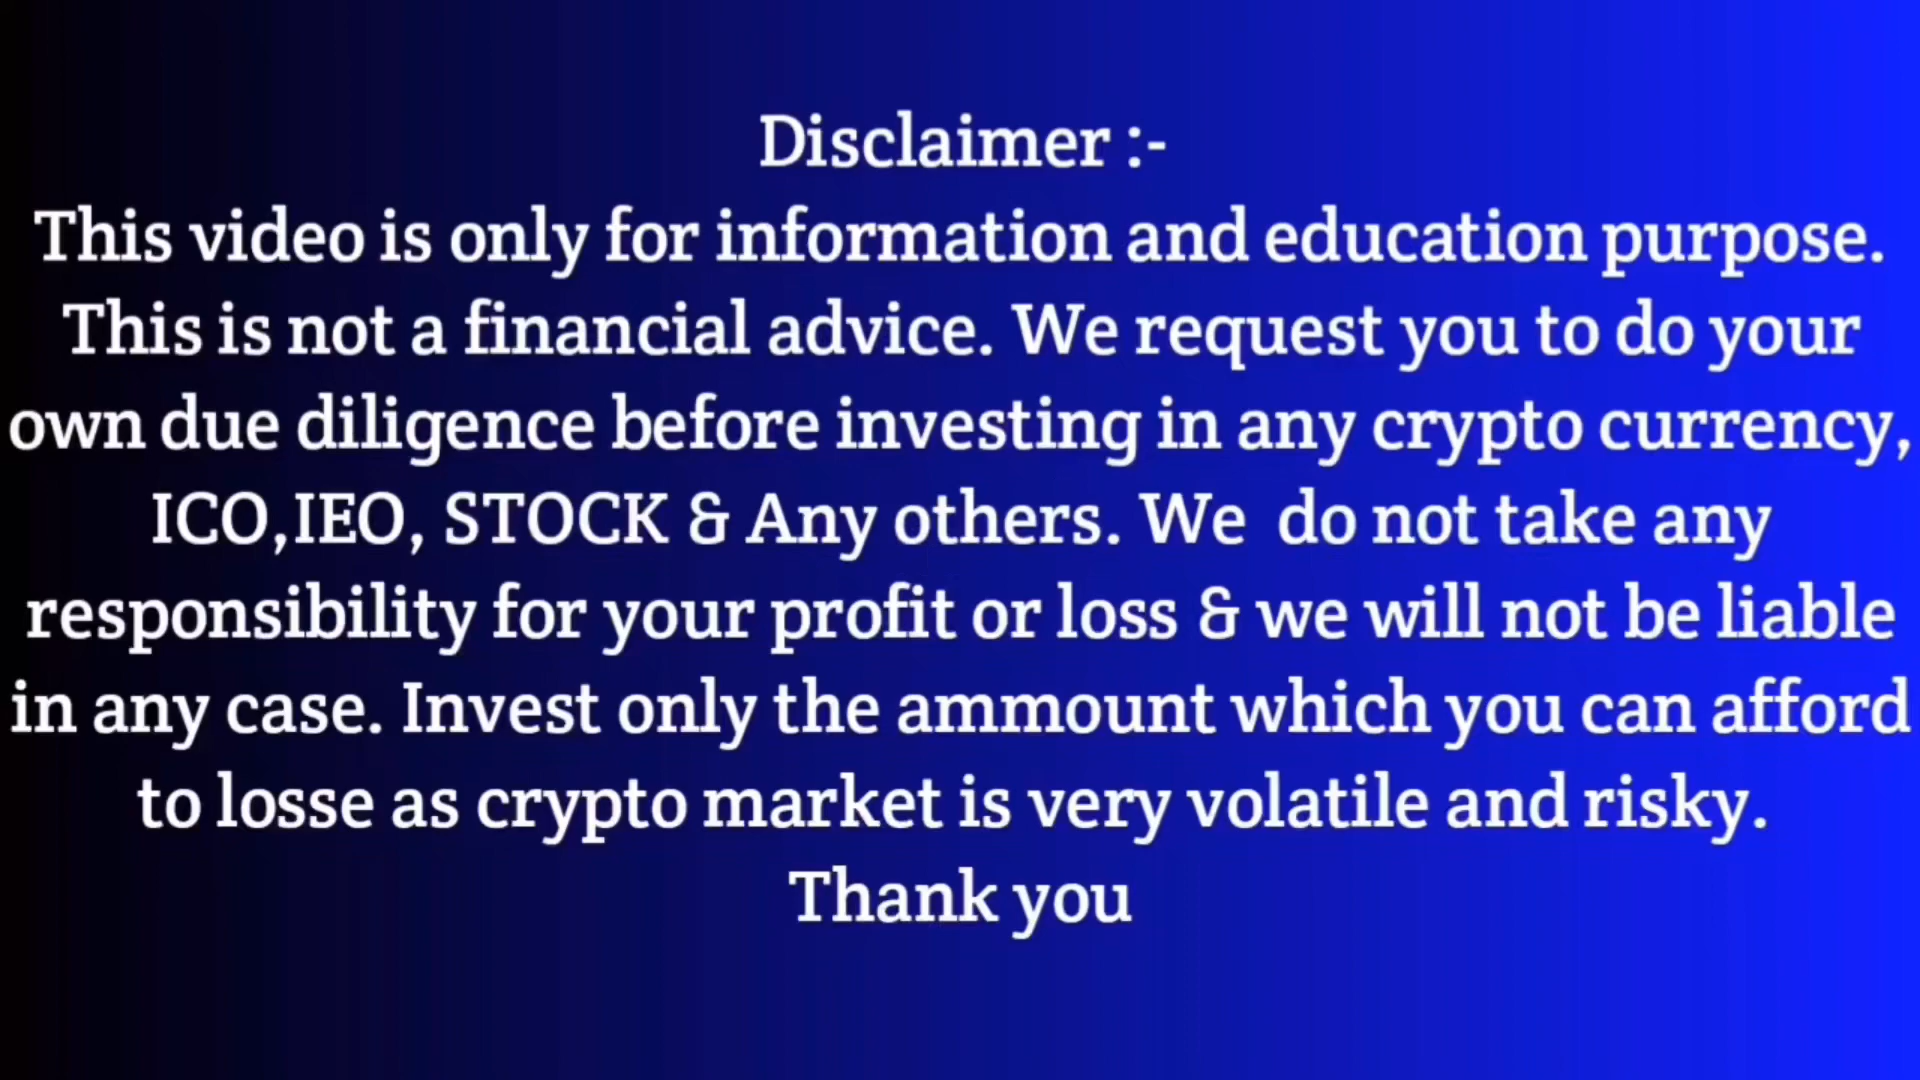 Disclaimer :-
This video is only for information and education purpose.
This is not a financial advice. We request you to do your
own due diligence before investing in any crypto currency,
ICO,IEO, STOCK & Any others. We  do not take any
responsibility for your profit or loss & we will not be liable
in any case. Invest only the ammount which you can afford
to losse as crypto market is very volatile and risky.
Thank you